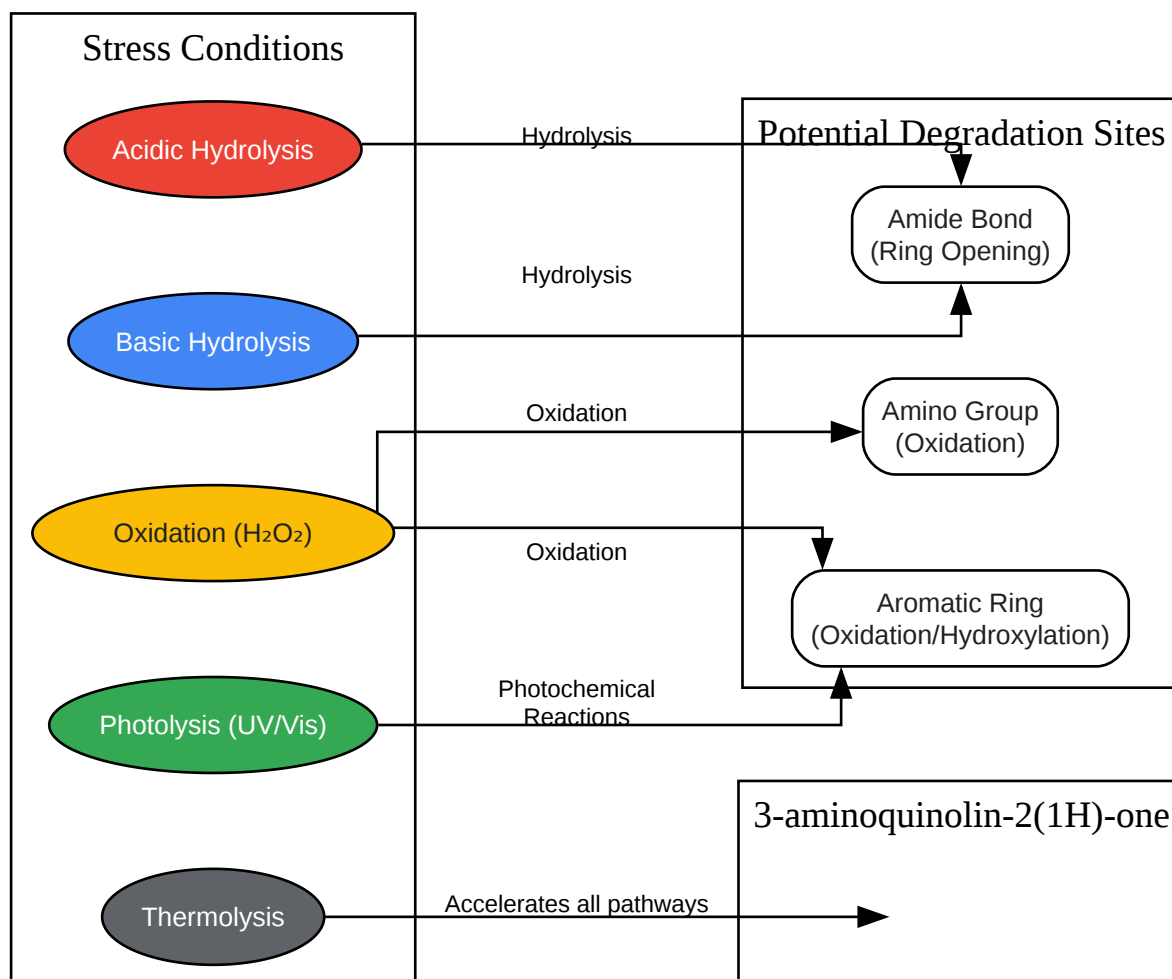 Stress Conditions
Acidic Hydrolysis
Basic Hydrolysis
Oxidation (H₂O₂)
Photolysis (UV/Vis)
Thermolysis
Hydrolysis
Hydrolysis
Oxidation
Oxidation
Photochemical
Reactions
Accelerates all pathways
Potential Degradation Sites
Amide Bond
(Ring Opening)
Amino Group
(Oxidation)
Aromatic Ring
(Oxidation/Hydroxylation)
3-aminoquinolin-2(1H)-one